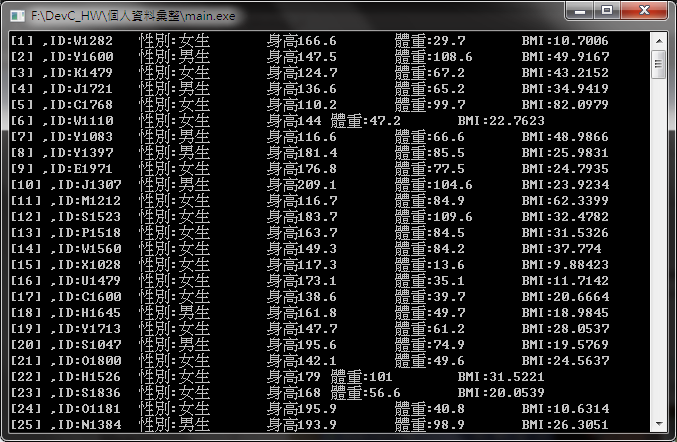 F:\DevC_HW\個人資料彙整\main.exe
[1] ,ID:W1282 性別:女生 身高166.6 體重:29.7 BMI:10.7006
[2] ,ID:Y1600 性別:男生 身高147.5 體重:108.6 BMI:49.9167
[3] ,ID:K1479 性別:女生 身高124.7 體重:67.2 BMI:43.2152
[4] ,ID:J1721 性別:男生 身高136.6 體重:65.2 BMI:34.9419
[5] ,ID:C1768 性別:女生 身高110.2 體重:99.7 BMI:82.0979
[6] ,ID:W1110 性別:女生 身高144 體重:47.2 BMI:22.7623
[7] ,ID:Y1083 性別:男生 身高116.6 體重:66.6 BMI:48.9866
[8] ,ID:Y1397 性別:男生 身高181.4 體重:85.5 BMI:25.9831
[9] ,ID:E1971 性別:女生 身高176.8 體重:77.5 BMI:24.7935
[10] ,ID:J1307 性別:男生 身高209.1 體重:104.6 BMI:23.9234
[11] ,ID:M1212 性別:女生 身高116.7 體重:84.9 BMI:62.3399
[12] ,ID:S1523 性別:女生 身高183.7 體重:109.6 BMI:32.4782
[13] ,ID:P1518 性別:男生 身高163.7 體重:84.5 BMI:31.5326
[14] ,ID:W1560 性別:女生 身高149.3 體重:84.2 BMI:37.774
[15] ,ID:X1028 性別:男生 身高117.3 體重:13.6 BMI:9.88423
[16] ,ID:U1479 性別:女生 身高173.1 體重:35.1 BMI:11.7142
[17] ,ID:C1600 性別:女生 身高138.6 體重:39.7 BMI:20.6664
[18] ,ID:H1645 性別:男生 身高161.8 體重:49.7 BMI:18.9845
[19] ,ID:Y1713 性別:女生 身高147.7 體重:61.2 BMI:28.0537
[20] ,ID:S1047 性別:男生 身高195.6 體重:74.9 BMI:19.5769
[21] ,ID:O1800 性別:女生 身高142.1 體重:49.6 BMI:24.5637
[22] ,ID:H1526 性別:女生 身高179 體重:101 BMI:31.5221
[23] ,ID:S1836 性別:女生 身高168 體重:56.6 BMI:20.0539
[24] ,ID:O1181 性別:女生 身高195.9 體重:40.8 BMI:10.6314
[25] ,ID:N1384 性別:男生 身高193.9 體重:98.9 BMI:26.3051